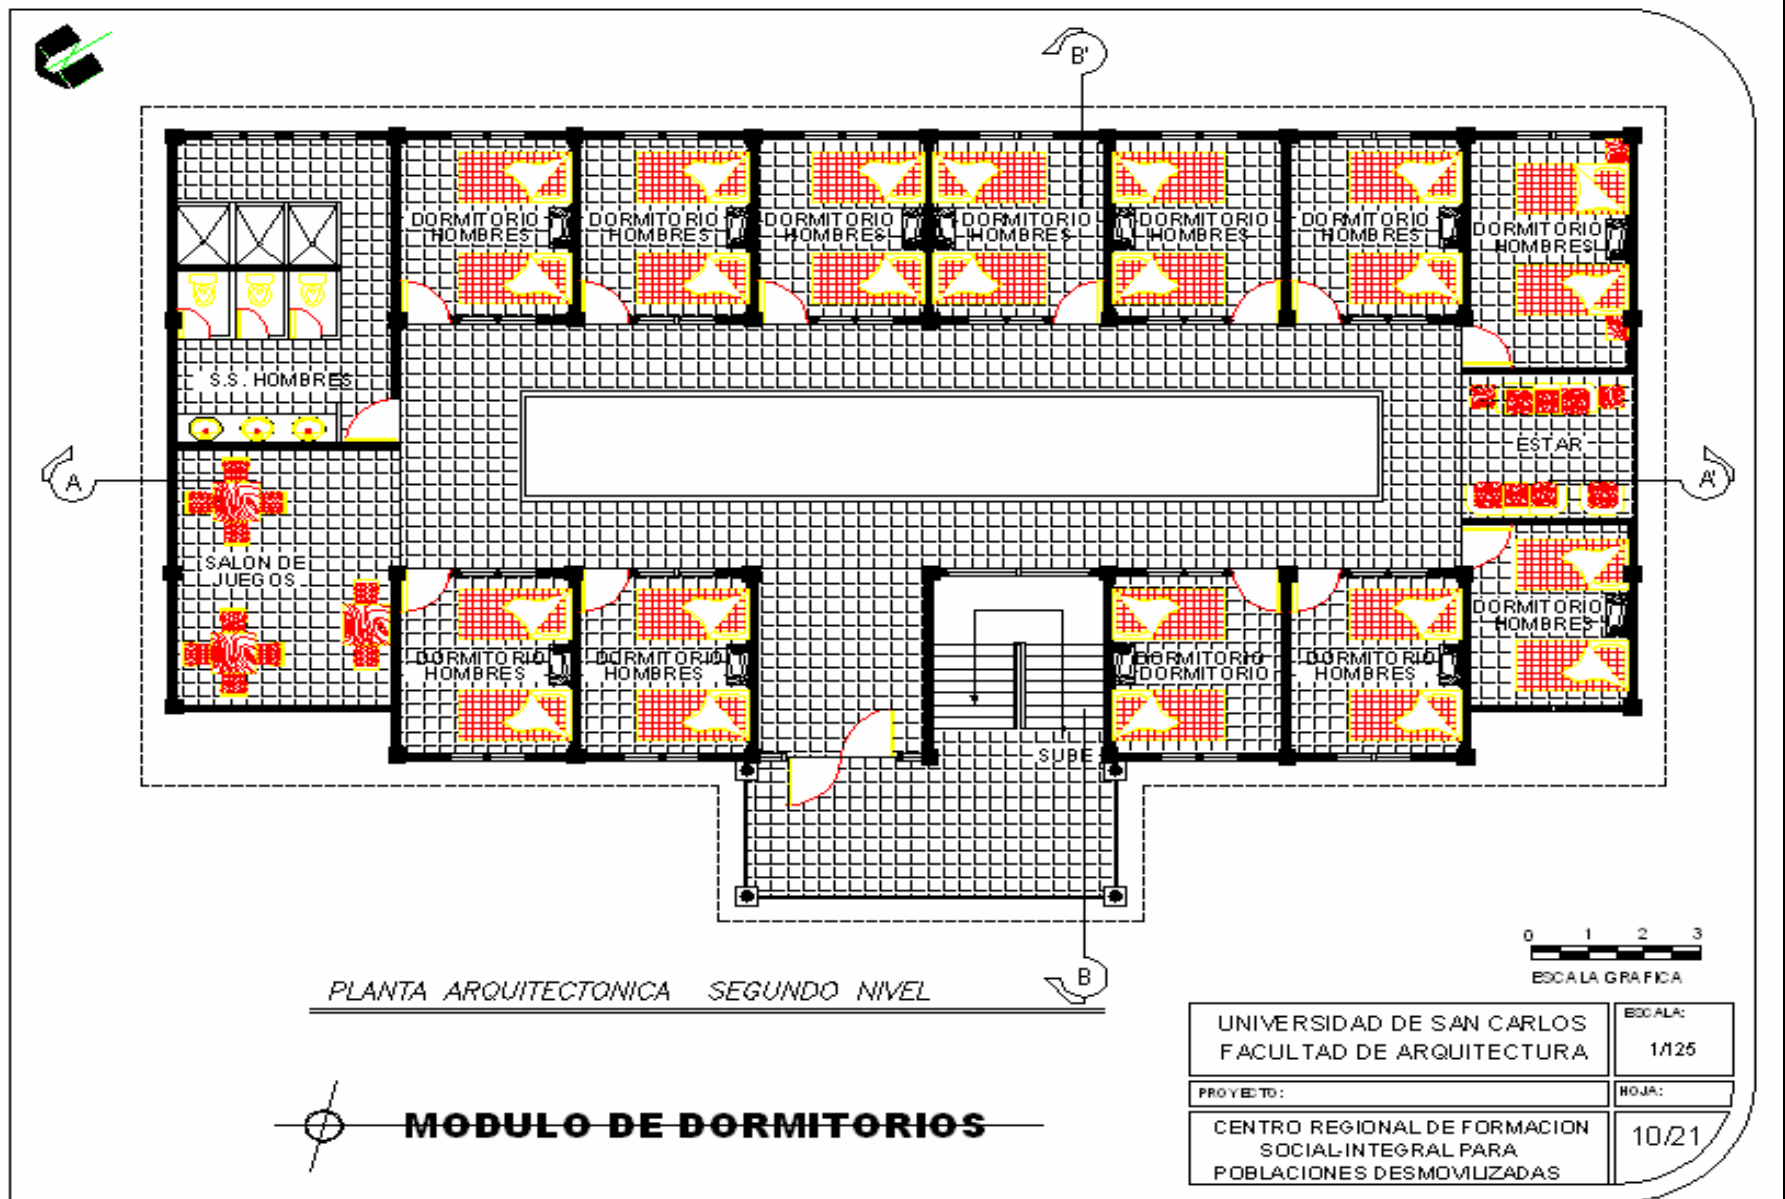 B'
DORMITORIO
HOMBRES
DORMITORIO
HOMBRES
DORMITORIO
HOMBRES
DORMITORIO
HOMBRES
DORMITORIO
HOMBRES
DORMITORIO
HOMBRES
DORMITORIO
HOMBRES
S.S. HOMBRES
ESTAR
A
A'
SALON DE
JUEGOS
DORMITORIO
HOMBRES
DORMITORIO
HOMBRES
DORMITORIO
HOMBRES
DORMITORIO
DORMITORIO
DORMITORIO
HOMBRES
SUBE
B
0 1 2 3
ESCALA GRAFICA
PLANTA ARQUITECTONICA SEGUNDO NIVEL
MODULO DE DORMITORIOS
UNIVERSIDAD DE SAN CARLOS
FACULTAD DE ARQUITECTURA
ESCALA:
1/125
PROYECTO:
HOJA:
CENTRO REGIONAL DE FORMACION
SOCIAL-INTEGRAL PARA
POBLACIONES DESMOVILIZADAS
10/21